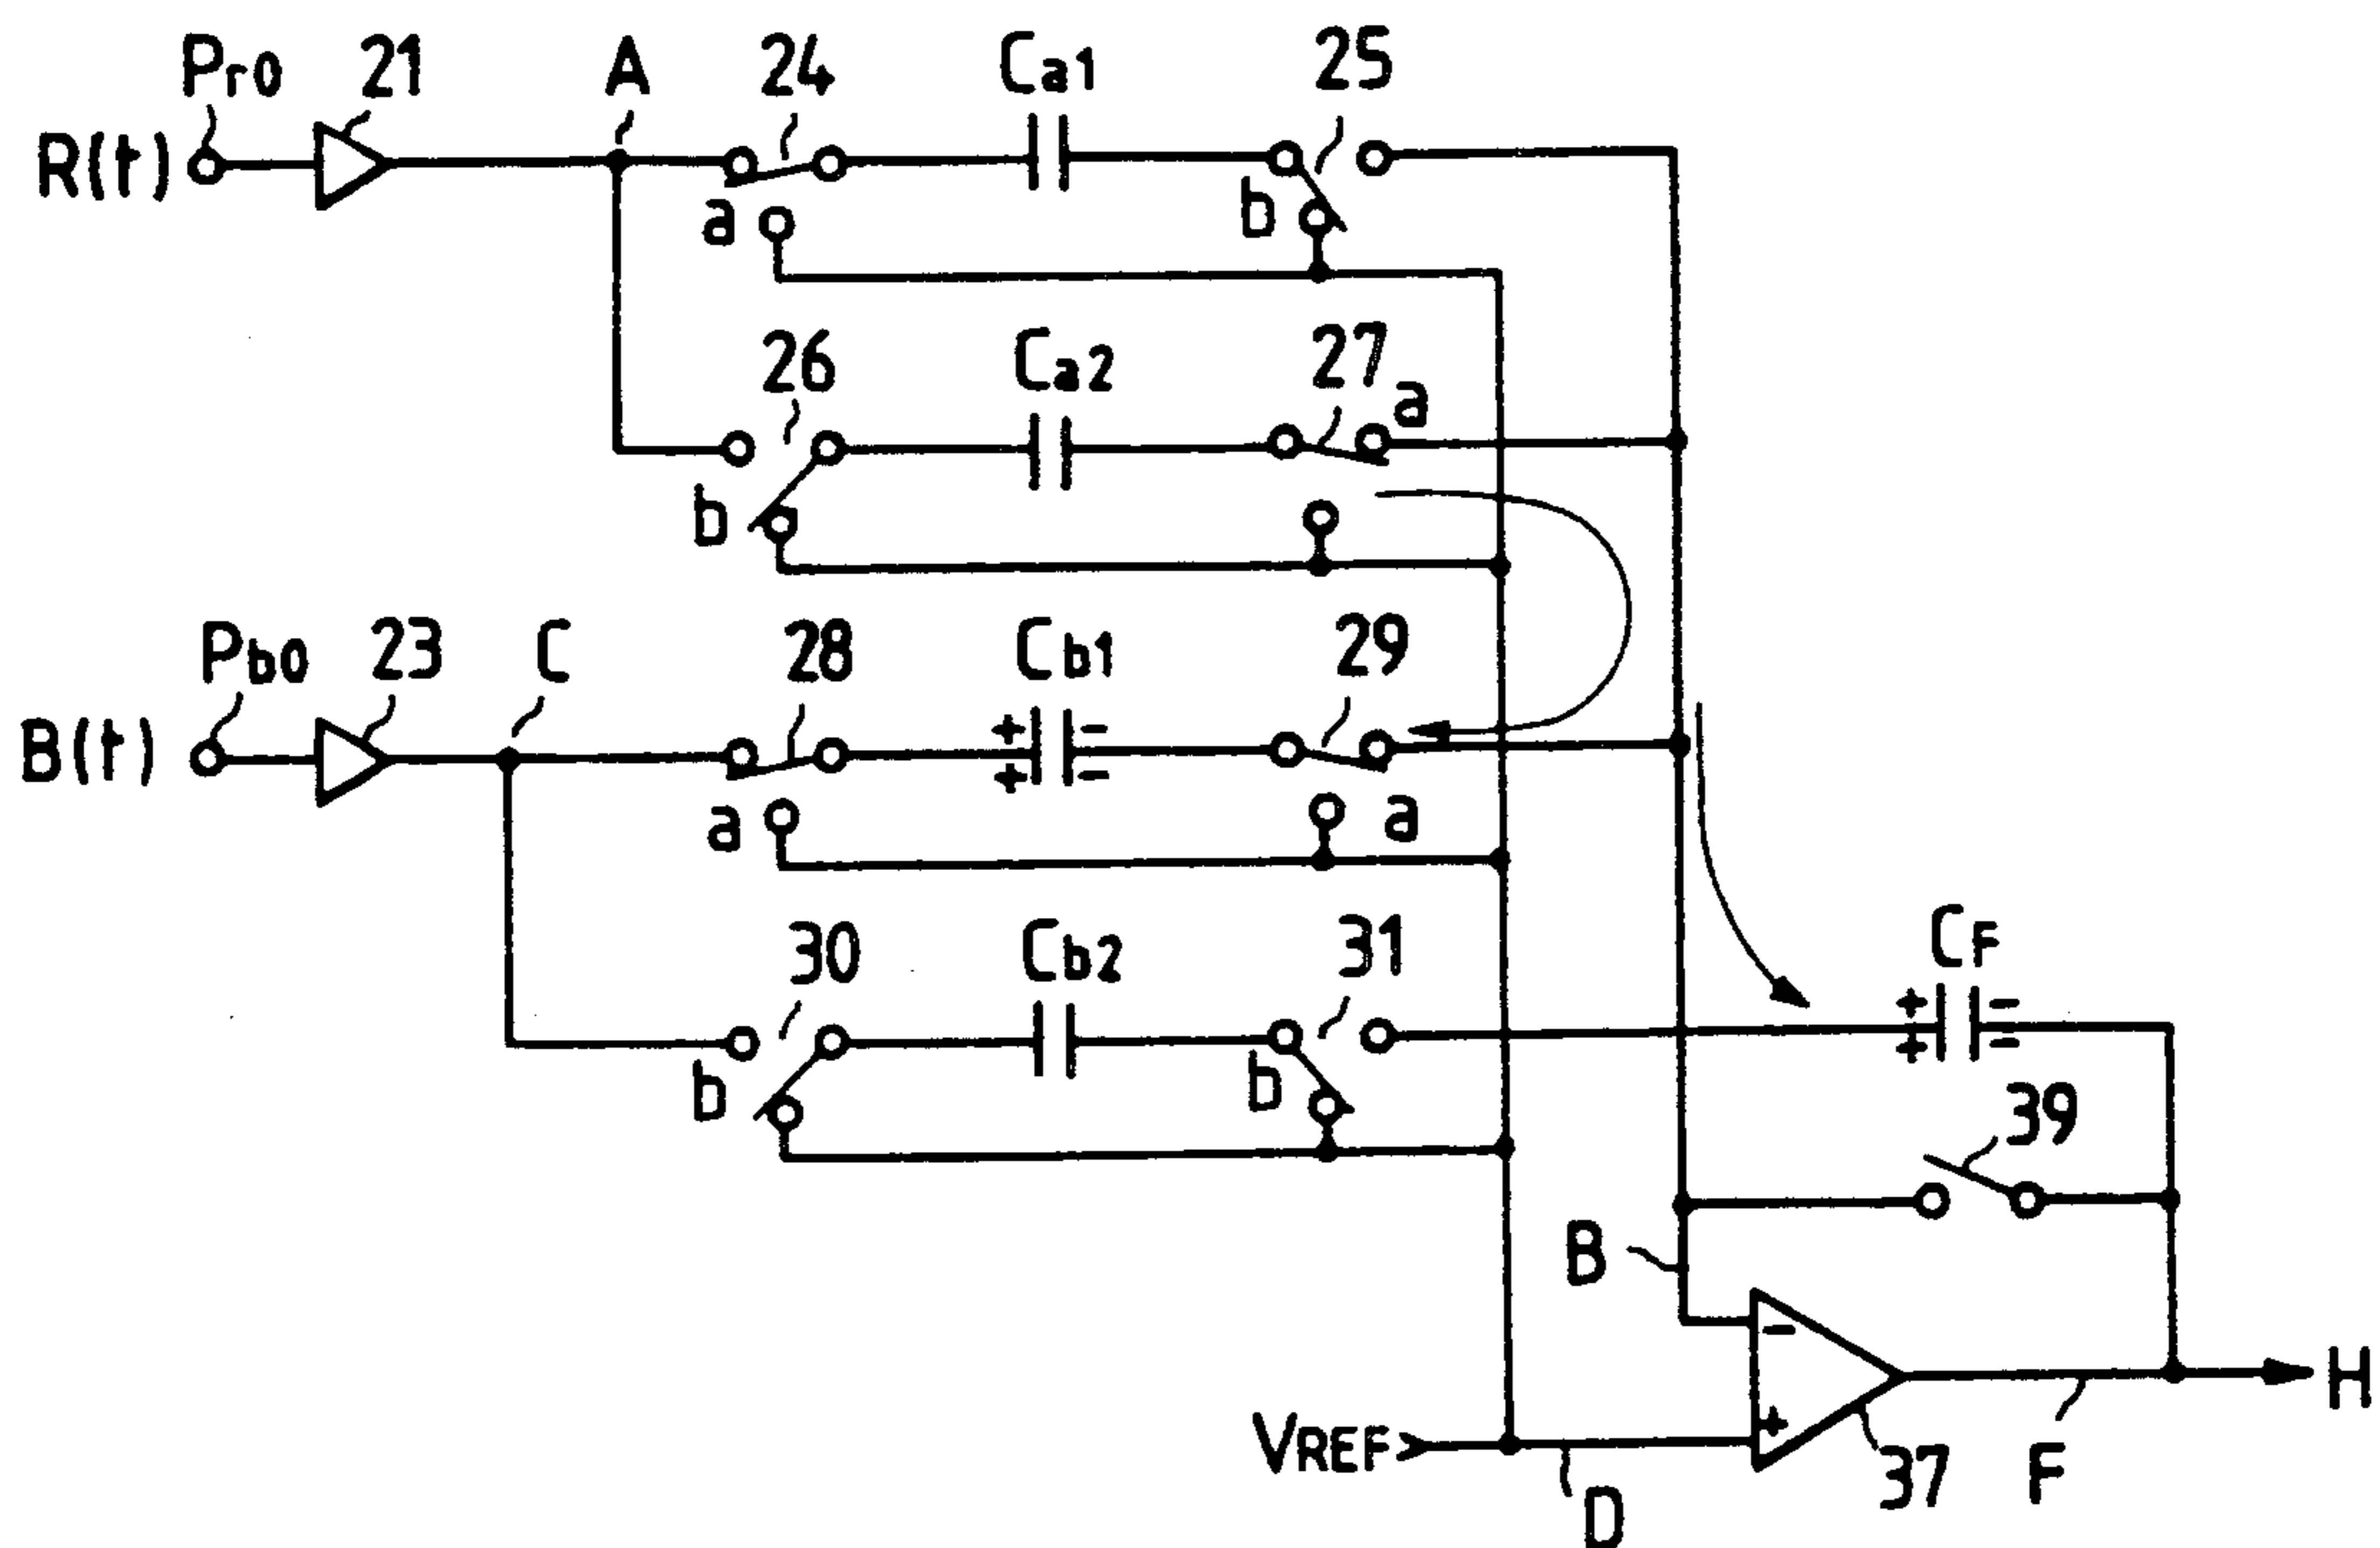 Pr0 21 A 24 Ca1 25
R(t)
a b
26 Ca2 27 a
b
Pb0 23 C 28 Cb1 29
B(t) + -
+ -
a a
30 Cb2 31 CF
+ -
+ -
b b
39
B
-
H
+
VREF 37 F
D